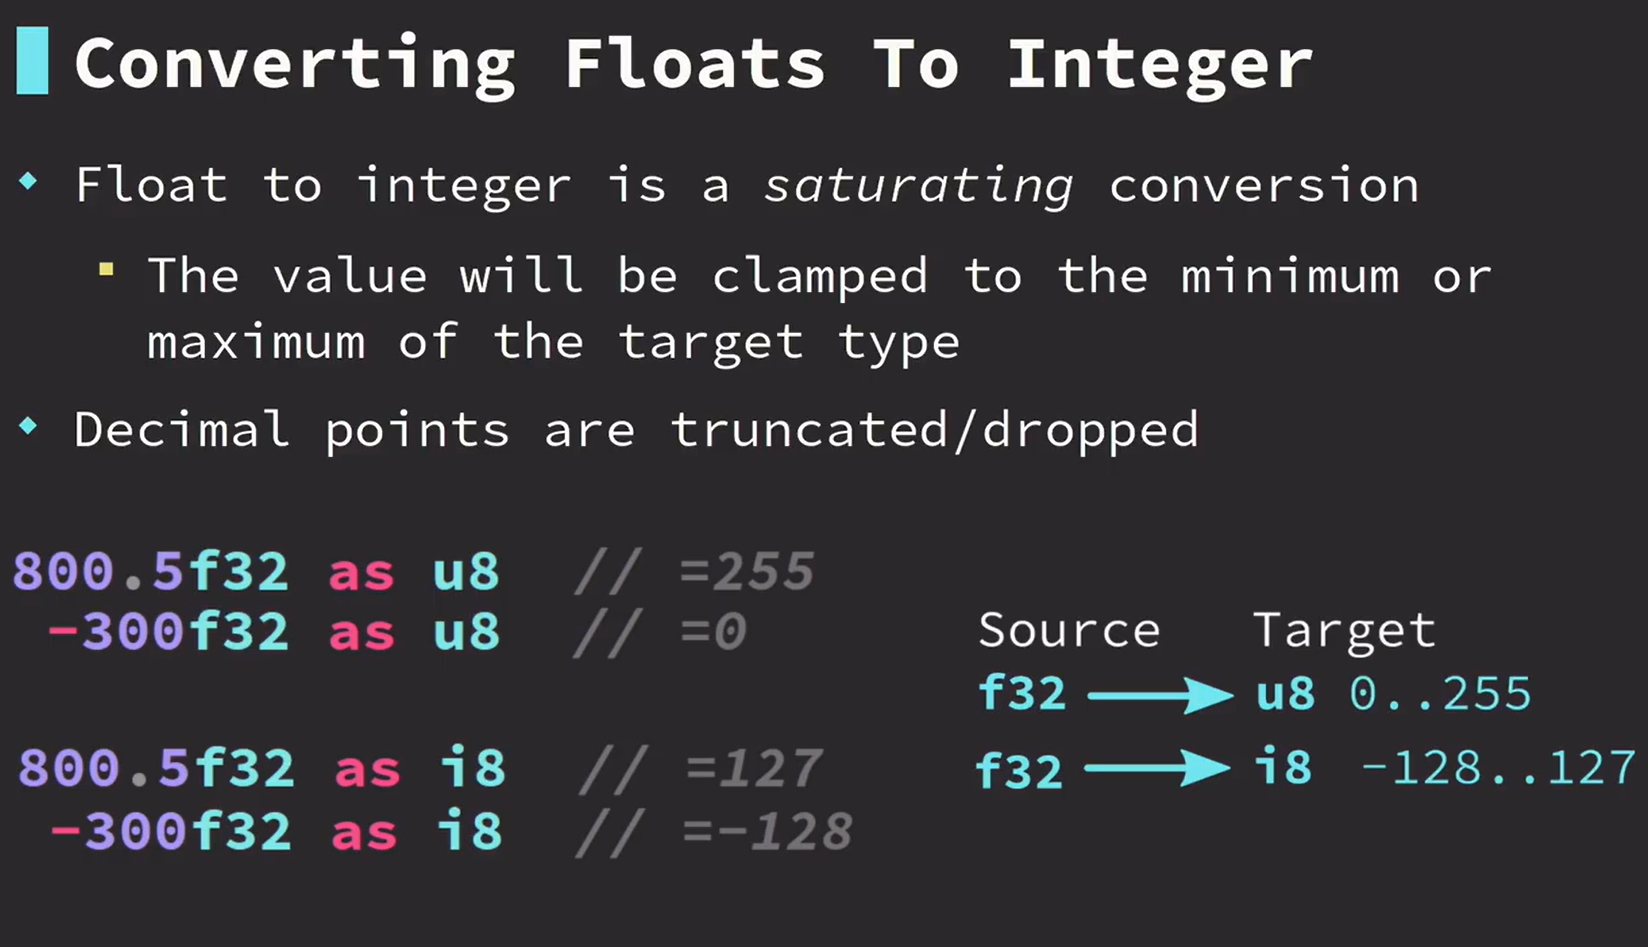 Converting Floats To Integer
Float to integer is a saturating conversion
The value will be clamped to the minimum or
maximum of the target type
Decimal points are truncated/dropped
800.5f32 as u8 // =255
-300f32 as u8 // =0
800.5f32 as i8 // =127
-300f32 as i8 // =-128
Source Target
f32 u8 0..255
f32 i8 -128..127